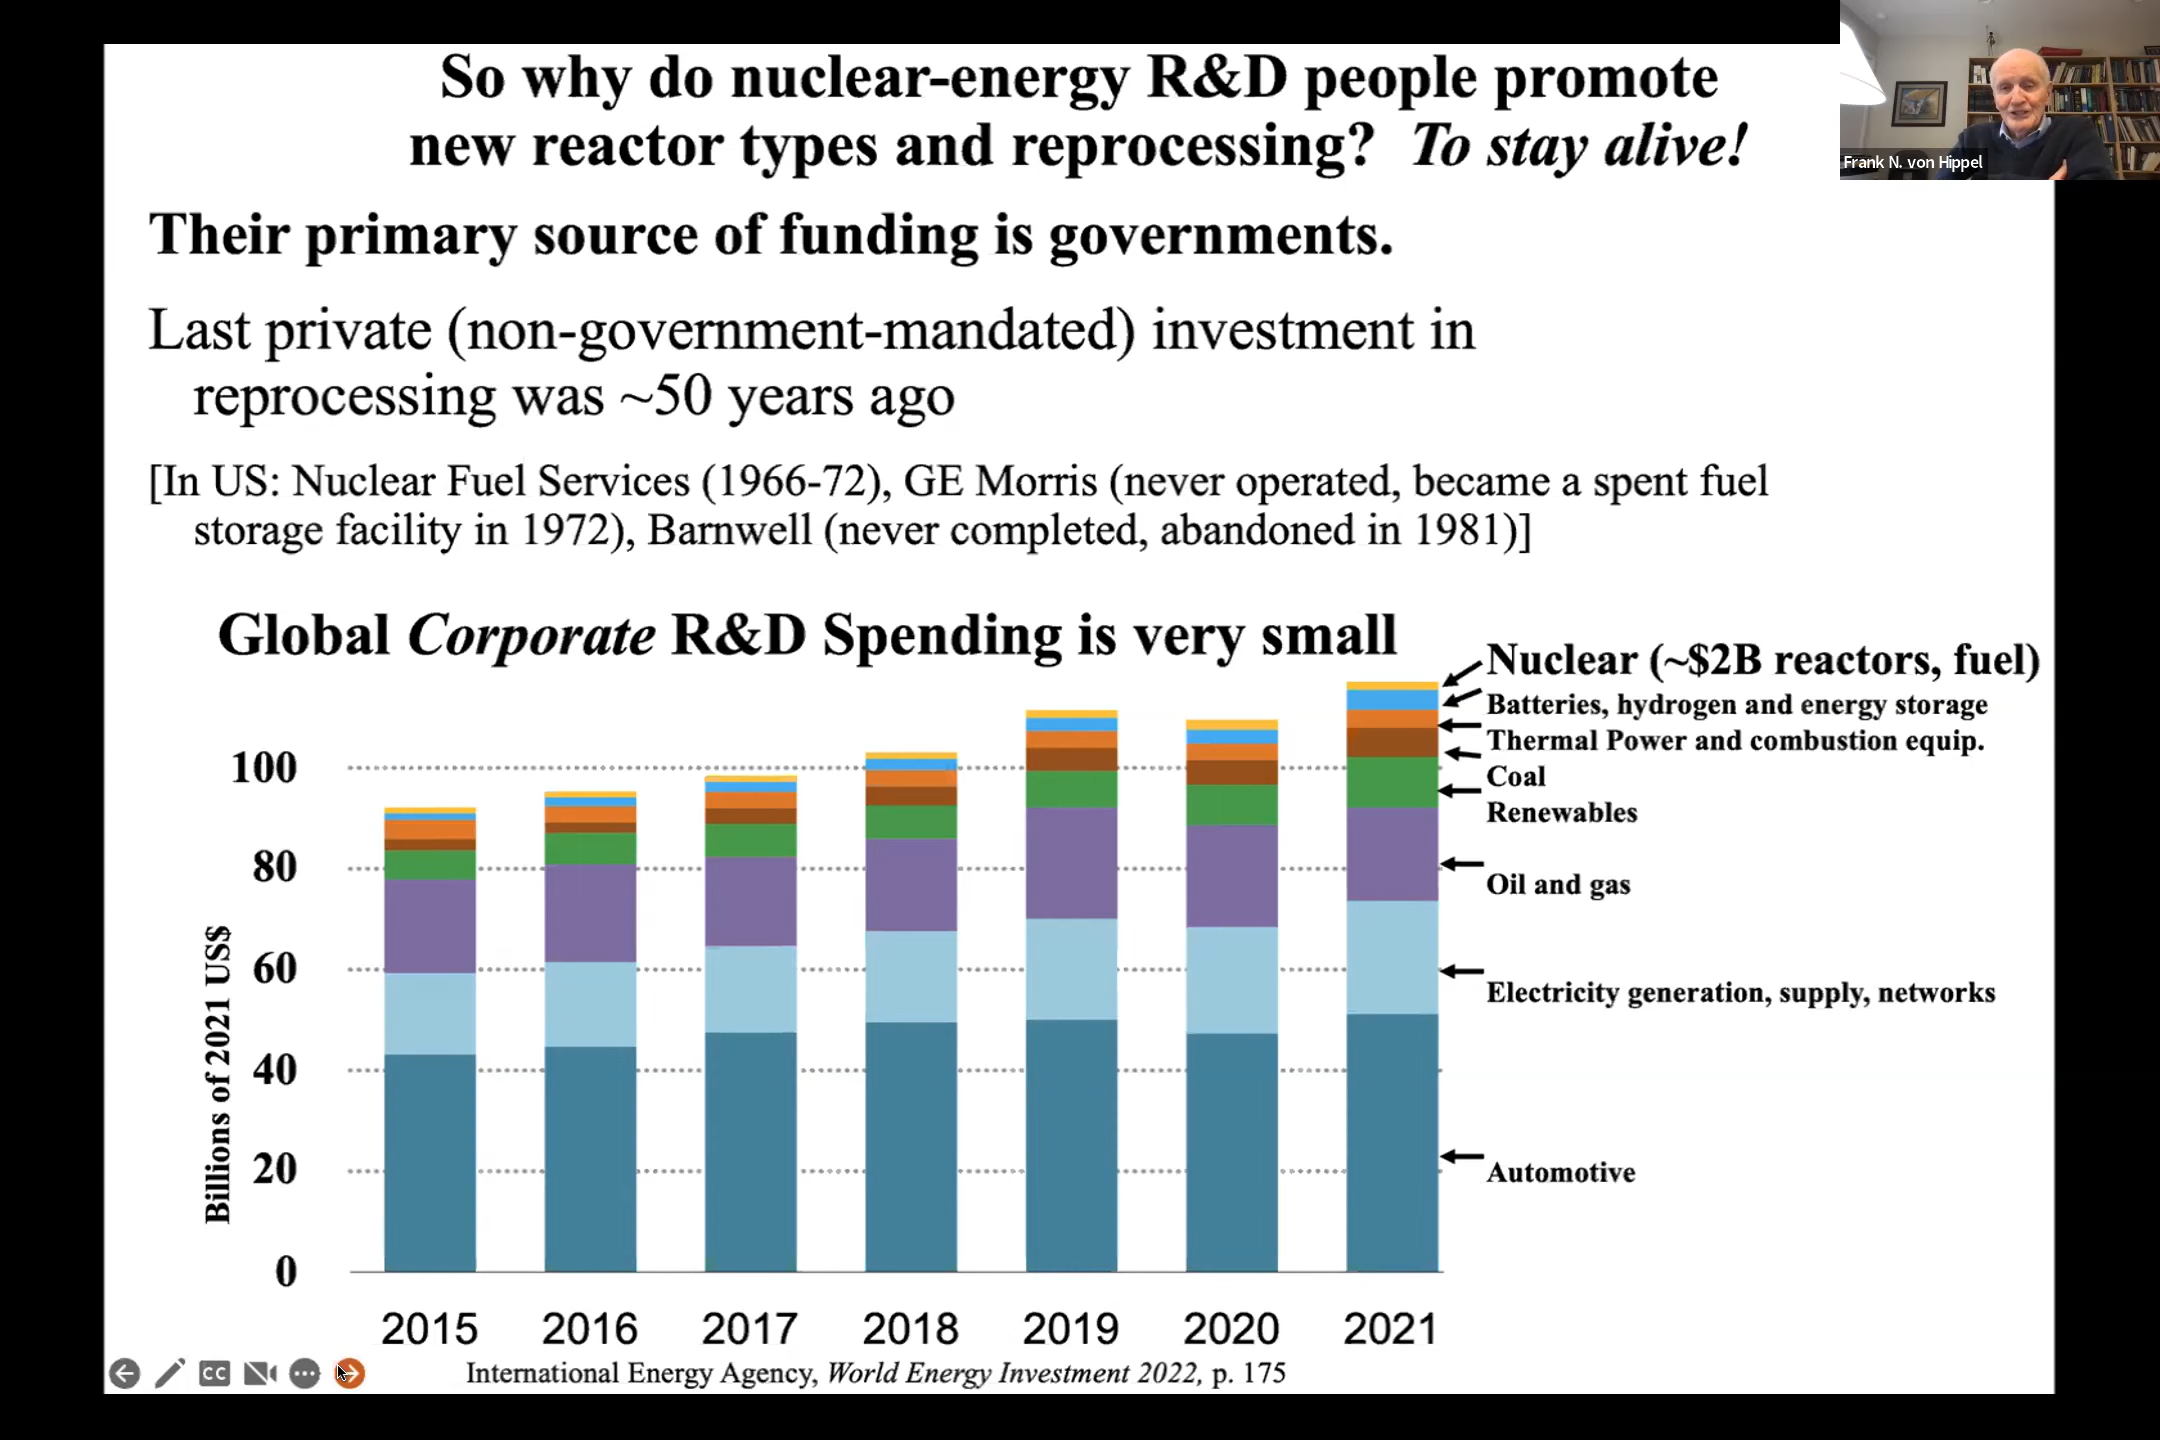 So why do nuclear-energy R&D people promote
new reactor types and reprocessing? To stay alive!
Frank N. von Hippel
Their primary source of funding is governments.
Last private (non-government-mandated) investment in
reprocessing was ~50 years ago
[In US: Nuclear Fuel Services (1966-72), GE Morris (never operated, became a spent fuel
storage facility in 1972), Barnwell (never completed, abandoned in 1981)]
Global Corporate R&D Spending is very small
Nuclear (~$2B reactors, fuel)
Batteries, hydrogen and energy storage
Thermal Power and combustion equip.
Coal
Renewables
Oil and gas
Electricity generation, supply, networks
Automotive
Billions of 2021 US$
100
80
60
40
20
0
2015 2016 2017 2018 2019 2020 2021
CC
International Energy Agency, World Energy Investment 2022, p. 175